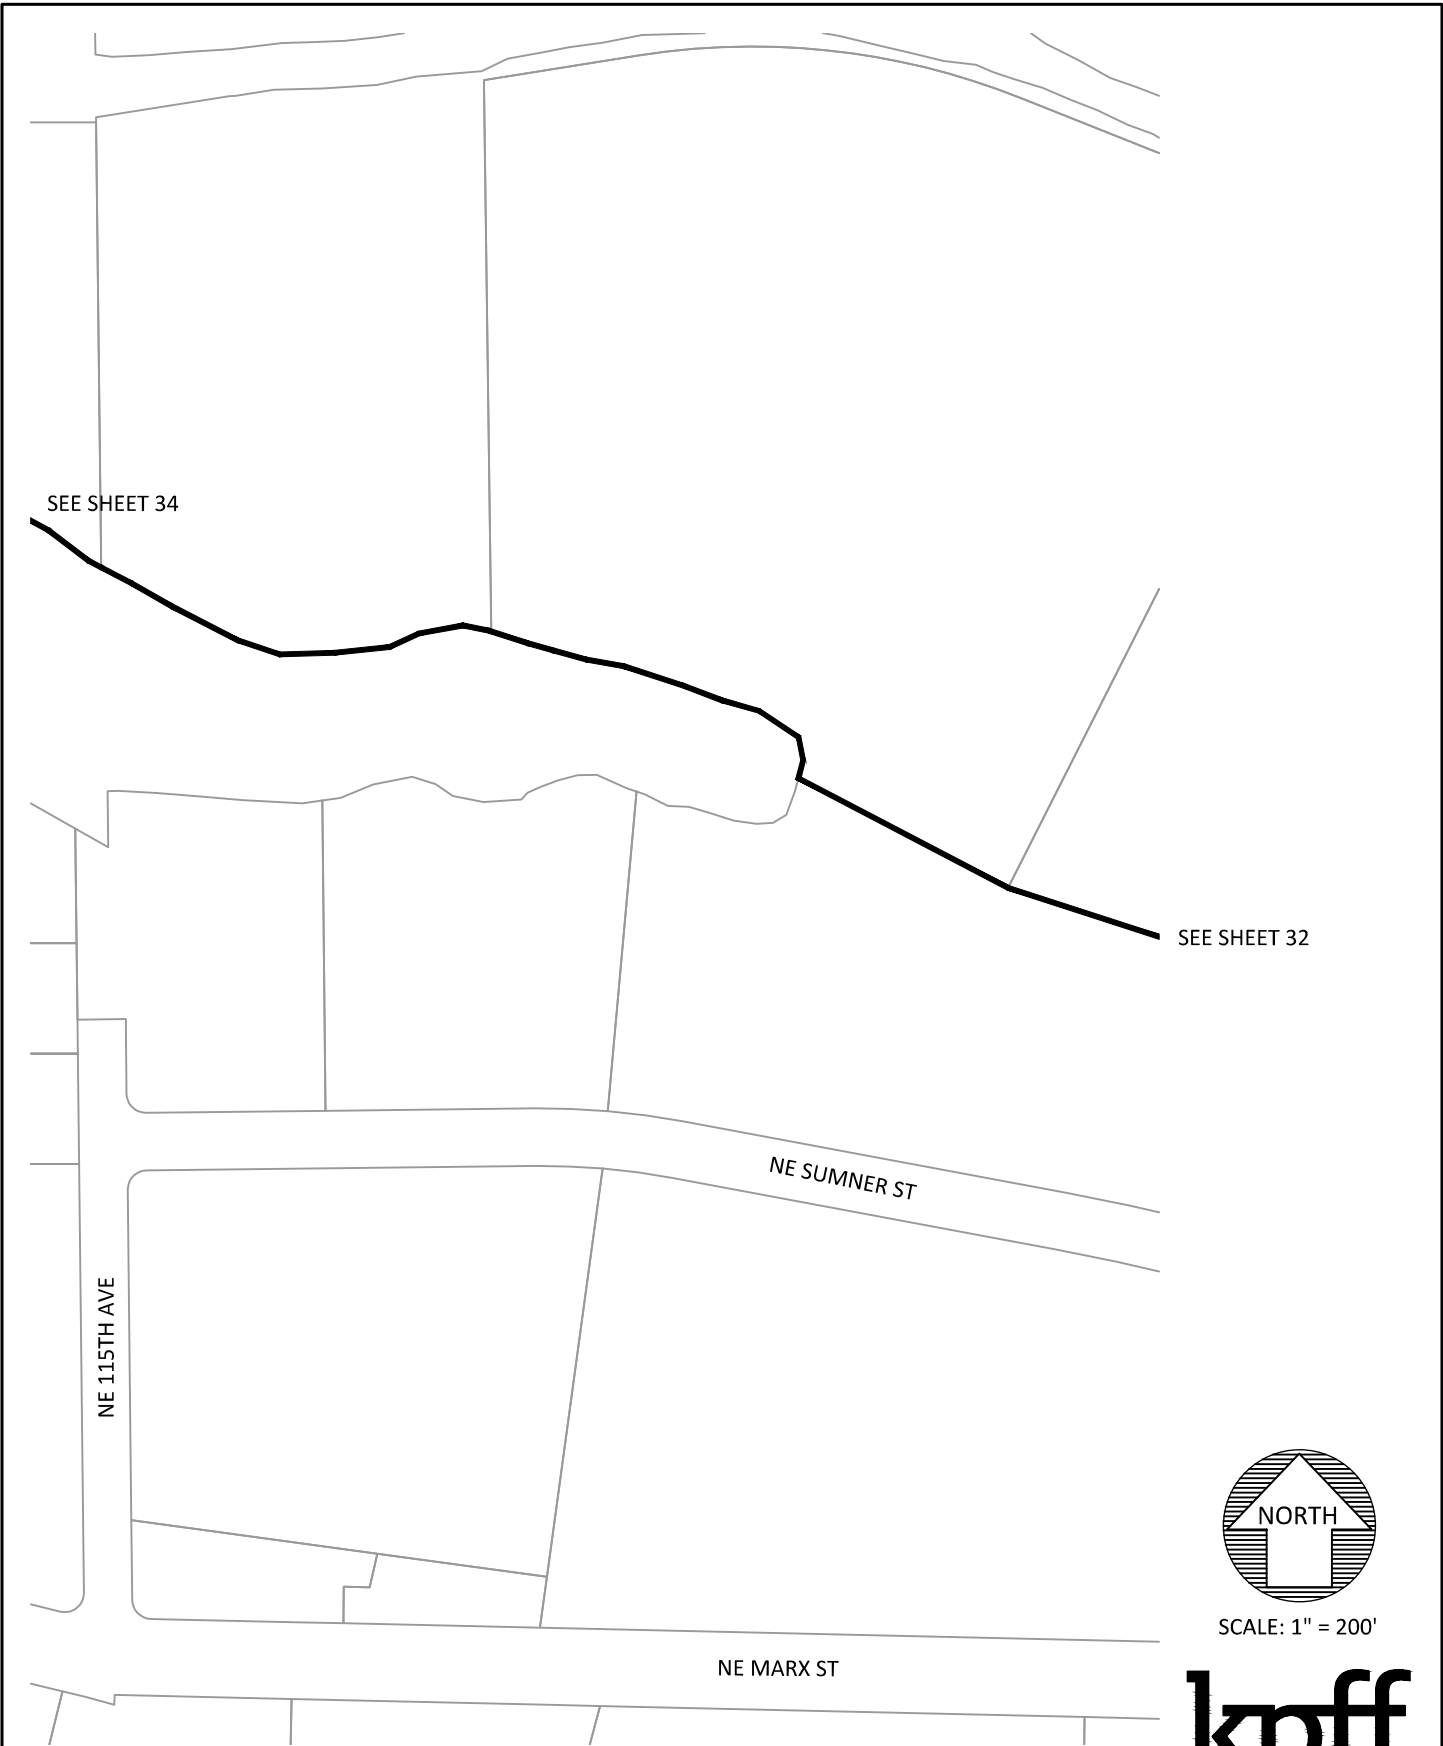 SEE SHEET 34
SEE SHEET 32
NE SUMNER ST
NE 115TH AVE
NORTH
SCALE: 1" = 200'
NE MARX ST
kpff